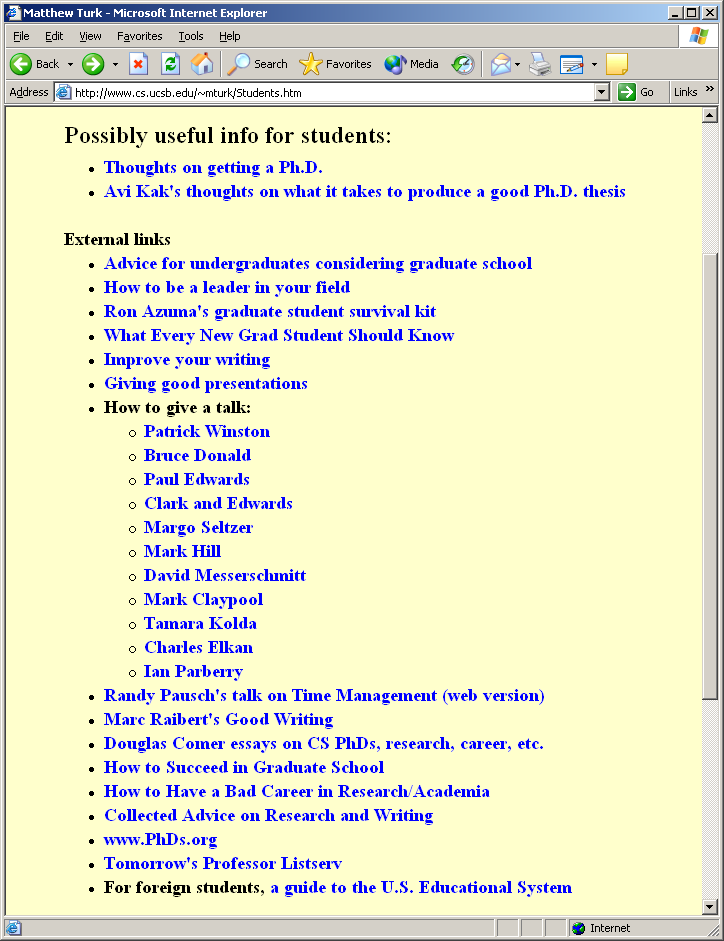 Matthew Turk - Microsoft Internet Explorer
File Edit View Favorites Tools Help
Back Search Favorites Media
Address http://www.cs.ucsb.edu/~mturk/Students.htm Go Links »
Possibly useful info for students:
Thoughts on getting a Ph.D.
Avi Kak's thoughts on what it takes to produce a good Ph.D. thesis
External links
Advice for undergraduates considering graduate school
How to be a leader in your field
Ron Azuma's graduate student survival kit
What Every New Grad Student Should Know
Improve your writing
Giving good presentations
How to give a talk:
Patrick Winston
Bruce Donald
Paul Edwards
Clark and Edwards
Margo Seltzer
Mark Hill
David Messerschmitt
Mark Claypool
Tamara Kolda
Charles Elkan
Ian Parberry
Randy Pausch's talk on Time Management (web version)
Marc Raibert's Good Writing
Douglas Comer essays on CS PhDs, research, career, etc.
How to Succeed in Graduate School
How to Have a Bad Career in Research/Academia
Collected Advice on Research and Writing
www.PhDs.org
Tomorrow's Professor Listserv
For foreign students, a guide to the U.S. Educational System
Internet